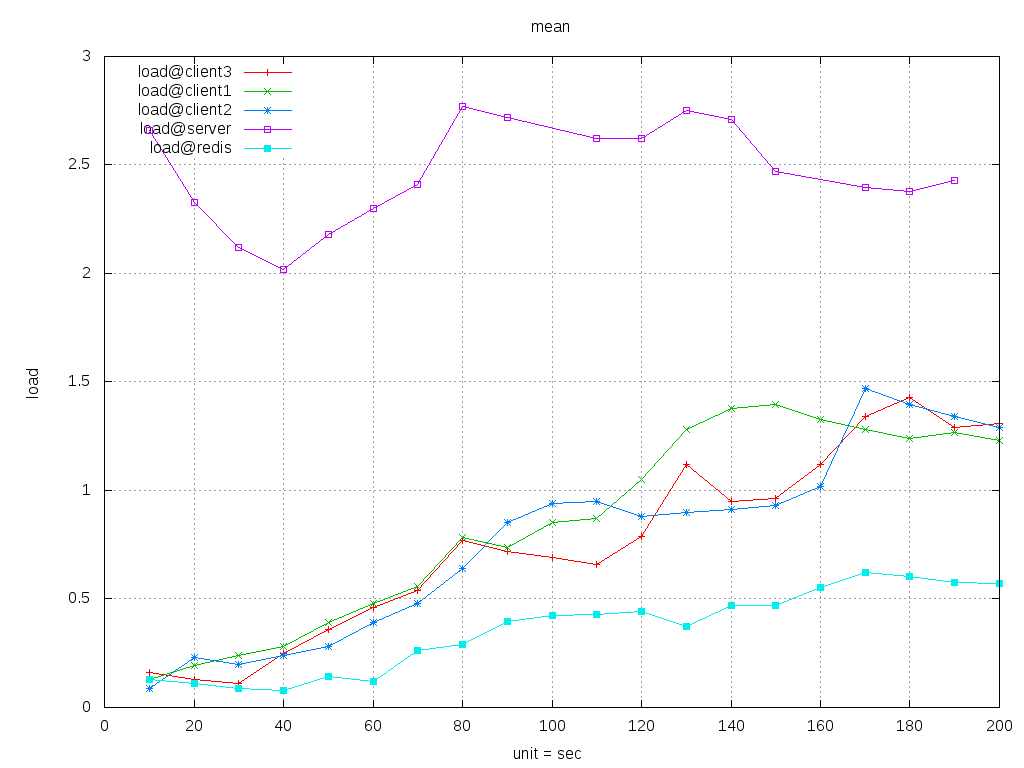 mean
load@client3
load@client1
load@client2
load@server
load@redis
load
3
2.5
2
1.5
1
0.5
0
0 20 40 60 80 100 120 140 160 180 200
unit = sec